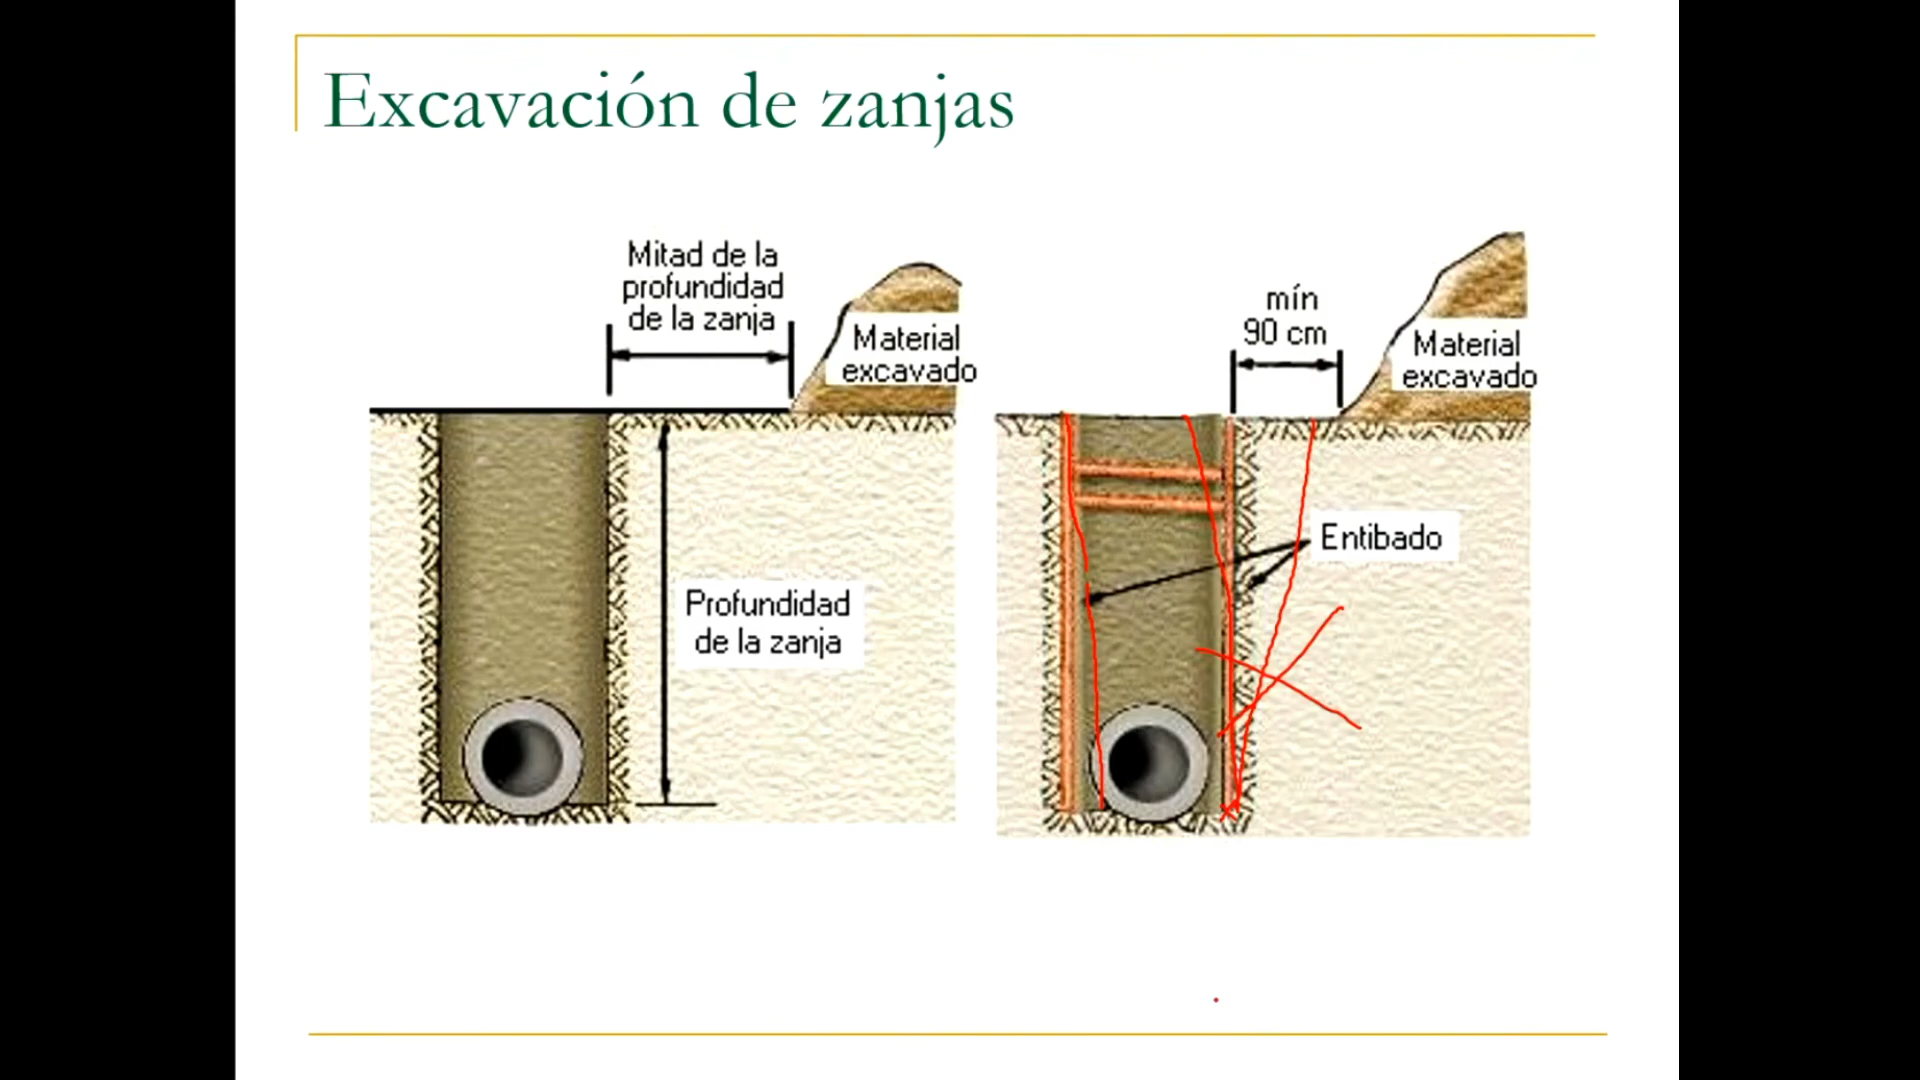 Excavación de zanjas
Mitad de la
profundidad
de la zanja
Material
excavado
Profundidad
de la zanja
mín
90 cm
Material
excavado
Entibado